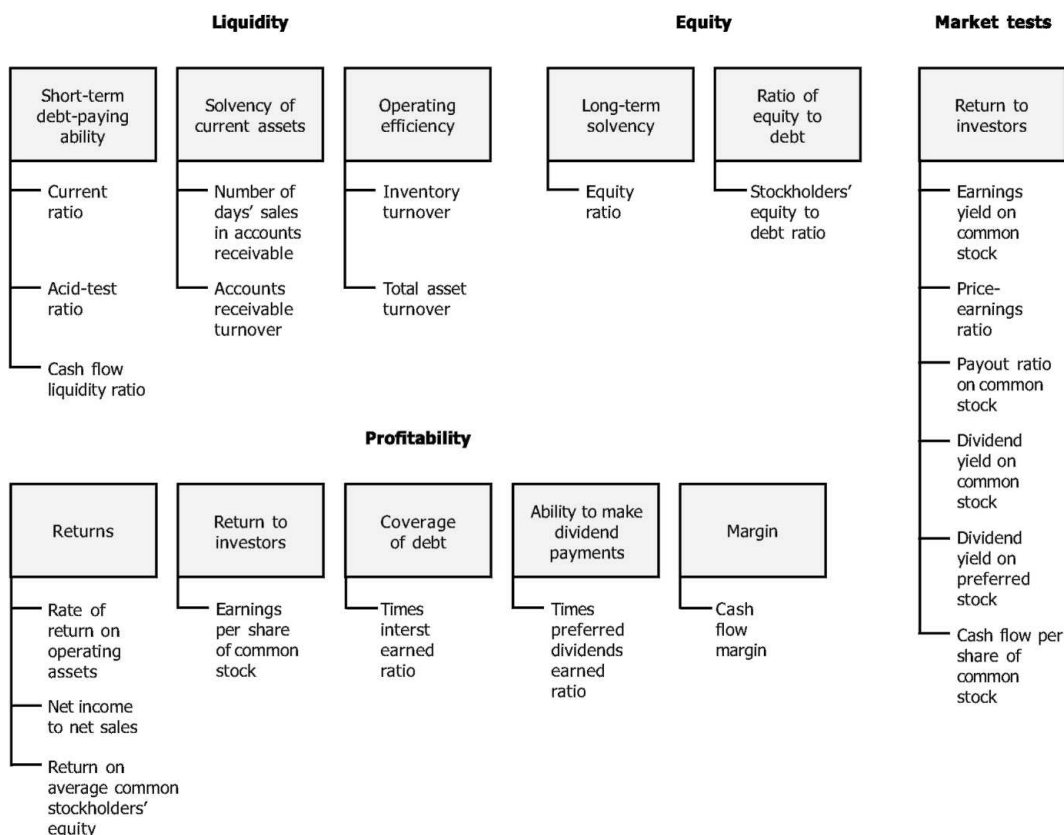 Liquidity
Short-term
debt-paying
ability
Current
ratio
Acid-test
ratio
Cash flow
liquidity ratio
Solvency of
current assets
Number of
days' sales
in accounts
receivable
Accounts
receivable
turnover
Operating
efficiency
Inventory
turnover
Total asset
turnover
Equity
Long-term
solvency
Equity
ratio
Ratio of
equity to
debt
Stockholders'
equity to
debt ratio
Market tests
Return to
investors
Earnings
yield on
common
stock
Price-
earnings
ratio
Payout ratio
on common
stock
Dividend
yield on
common
stock
Dividend
yield on
preferred
stock
Cash flow per
share of
common
stock
Profitability
Returns
Rate of
return on
operating
assets
Net income
to net sales
Return on
average common
stockholders'
equity
Return to
investors
Earnings
per share
of common
stock
Coverage
of debt
Times
interst
earned
ratio
Ability to make
dividend
payments
Times
preferred
dividends
earned
ratio
Margin
Cash
flow
margin